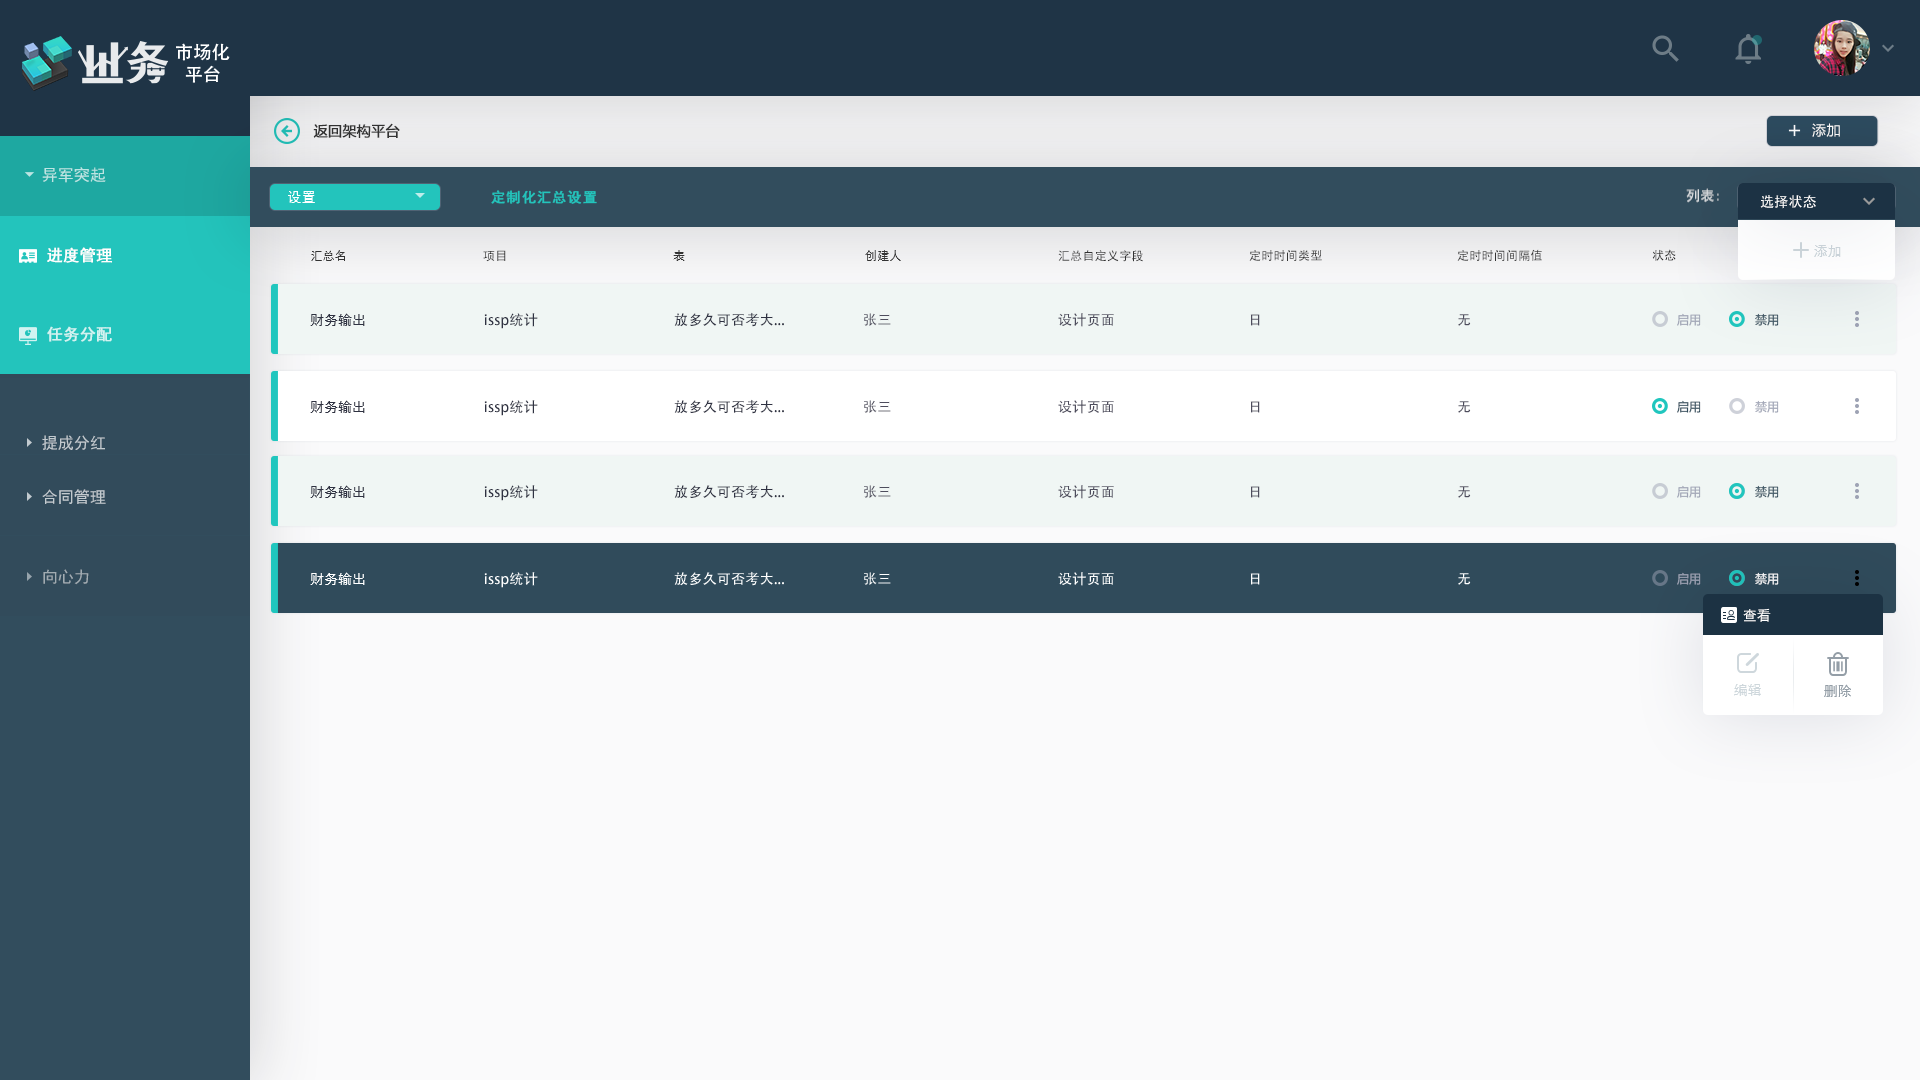 业务 市场化
平台
返回架构平台
添加
异军突起
设置
定制化汇总设置
列表：
选择状态
添加
进度管理
任务分配
提成分红
合同管理
向心力
汇总名 项目 表 创建人 汇总自定义字段 定时时间类型 定时时间间隔值 状态
财务输出 issp统计 放多久可否考大... 张三 设计页面 日 无 启用 禁用
财务输出 issp统计 放多久可否考大... 张三 设计页面 日 无 启用 禁用
财务输出 issp统计 放多久可否考大... 张三 设计页面 日 无 启用 禁用
财务输出 issp统计 放多久可否考大... 张三 设计页面 日 无 启用 禁用
查看
编辑 删除